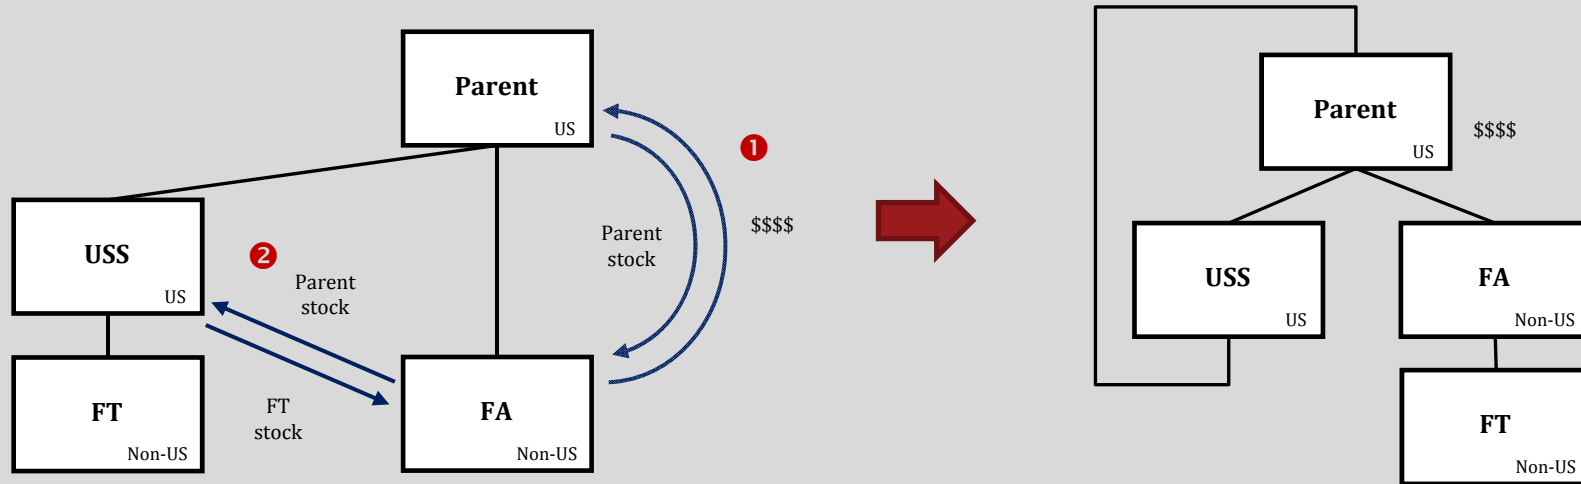 Parent
US
❶
Parent
stock
$$$$
USS
US
❷
Parent
stock
FT
Non-US
FT
stock
FA
Non-US
Parent
US
$$$$
USS
US
FA
Non-US
FT
Non-US